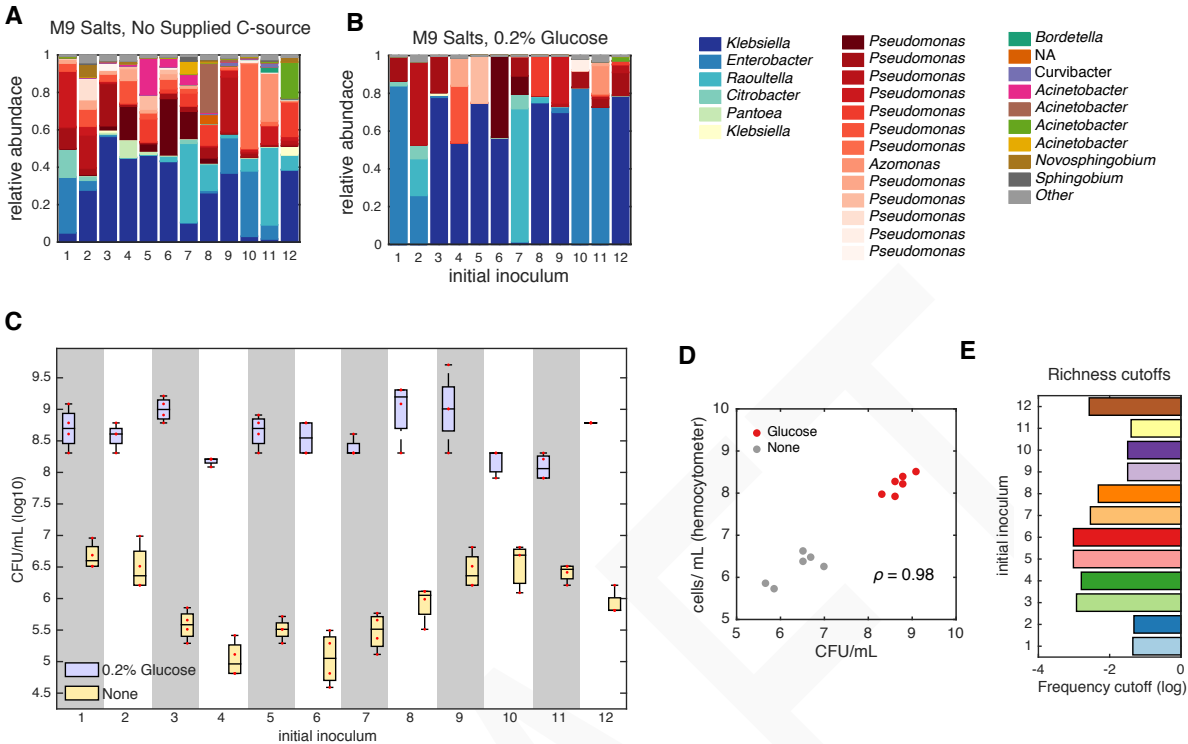 A
M9 Salts, No Supplied C-source
relative abundace
1
0.8
0.6
0.4
0.2
0
1 2 3 4 5 6 7 8 9 10 11 12
B
M9 Salts, 0.2% Glucose
relative abundance
1
0.8
0.6
0.4
0.2
0
1 2 3 4 5 6 7 8 9 10 11 12
initial inoculum
Klebsiella
Enterobacter
Raoultella
Citrobacter
Pantoea
Klebsiella
Pseudomonas
Pseudomonas
Pseudomonas
Pseudomonas
Pseudomonas
Pseudomonas
Pseudomonas
Azomonas
Pseudomonas
Pseudomonas
Pseudomonas
Pseudomonas
Pseudomonas
Bordetella
NA
Curvibacter
Acinetobacter
Acinetobacter
Acinetobacter
Acinetobacter
Novosphingobium
Sphingobium
Other
C
CFU/mL (log10)
9.5
9
8.5
8
7.5
7
6.5
6
5.5
5
4.5
0.2% Glucose
None
1 2 3 4 5 6 7 8 9 10 11 12
initial inoculum
D
cells/ mL (hemocytometer)
10
9
8
7
6
5
Glucose
None
ρ = 0.98
5 6 7 8 9 10
CFU/mL
E
Richness cutoffs
initial inoculum
12
11
10
9
8
7
6
5
4
3
2
1
-4 -2 0
Frequency cutoff (log)